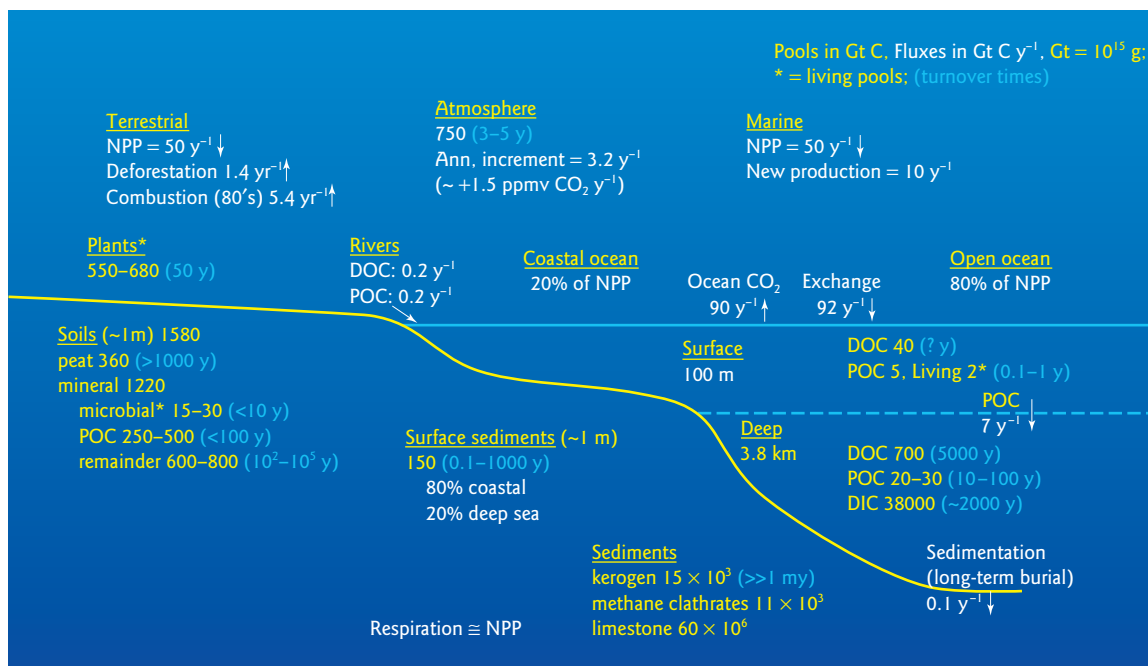 Pools in Gt C, Fluxes in Gt C y⁻¹, Gt = 10¹⁵ g;
* = living pools; (turnover times)
Terrestrial
NPP = 50 y⁻¹↓
Deforestation 1.4 yr⁻¹↑
Combustion (80's) 5.4 yr⁻¹↑
Atmosphere
750 (3–5 y)
Ann, increment = 3.2 y⁻¹
(~ +1.5 ppmv CO₂ y⁻¹)
Marine
NPP = 50 y⁻¹↓
New production = 10 y⁻¹
Plants*
550–680 (50 y)
Rivers
DOC: 0.2 y⁻¹
POC: 0.2 y⁻¹
Coastal ocean
20% of NPP
Ocean CO₂ Exchange
90 y⁻¹↑ 92 y⁻¹↓
Open ocean
80% of NPP
Soils (~1m) 1580
peat 360 (>1000 y)
mineral 1220
microbial* 15–30 (<10 y)
POC 250–500 (<100 y)
remainder 600–800 (10²–10⁵ y)
Surface
100 m
DOC 40 (? y)
POC 5, Living 2* (0.1–1 y)
POC
7 y⁻¹↓
Surface sediments (~1 m)
150 (0.1–1000 y)
80% coastal
20% deep sea
Deep
3.8 km
DOC 700 (5000 y)
POC 20–30 (10–100 y)
DIC 38000 (~2000 y)
Sediments
kerogen 15 × 10³ (>>1 my)
methane clathrates 11 × 10³
limestone 60 × 10⁶
Sedimentation
(long-term burial)
0.1 y⁻¹↓
Respiration ≅ NPP